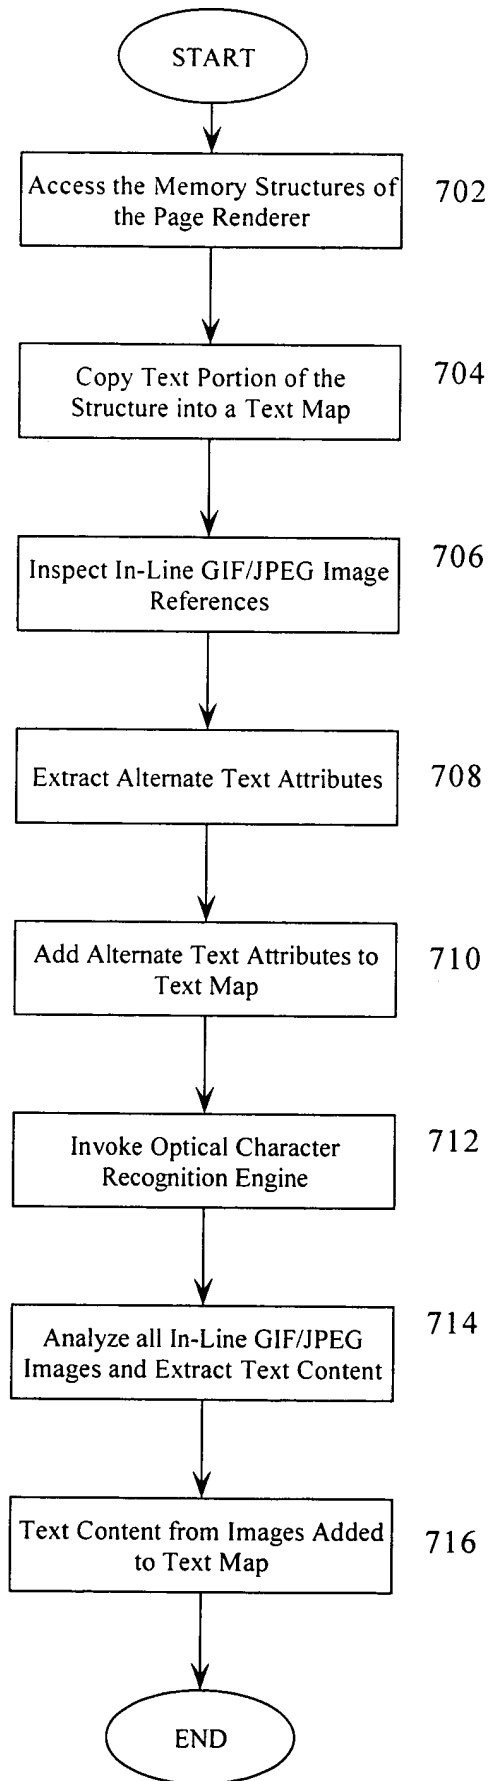 START
Access the Memory Structures of
the Page Renderer
702
Copy Text Portion of the
Structure into a Text Map
704
Inspect In-Line GIF/JPEG Image
References
706
Extract Alternate Text Attributes
708
Add Alternate Text Attributes to
Text Map
710
Invoke Optical Character
Recognition Engine
712
Analyze all In-Line GIF/JPEG
Images and Extract Text Content
714
Text Content from Images Added
to Text Map
716
END